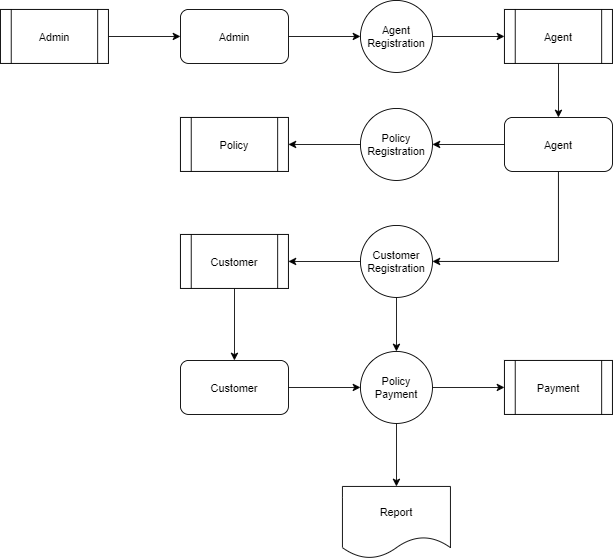 Admin
Admin
Agent
Registration
Agent
Policy
Policy
Registration
Agent
Customer
Customer
Registration
Customer
Policy
Payment
Payment
Report